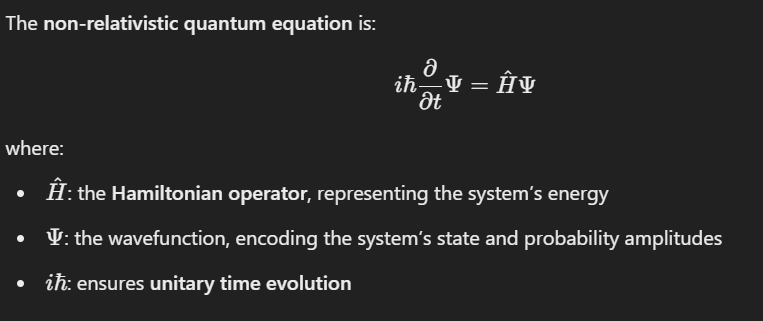 The non-relativistic quantum equation is:
iħ ∂/∂t Ψ = ĤΨ
where:
• Ĥ: the Hamiltonian operator, representing the system’s energy
• Ψ: the wavefunction, encoding the system’s state and probability amplitudes
• iħ: ensures unitary time evolution